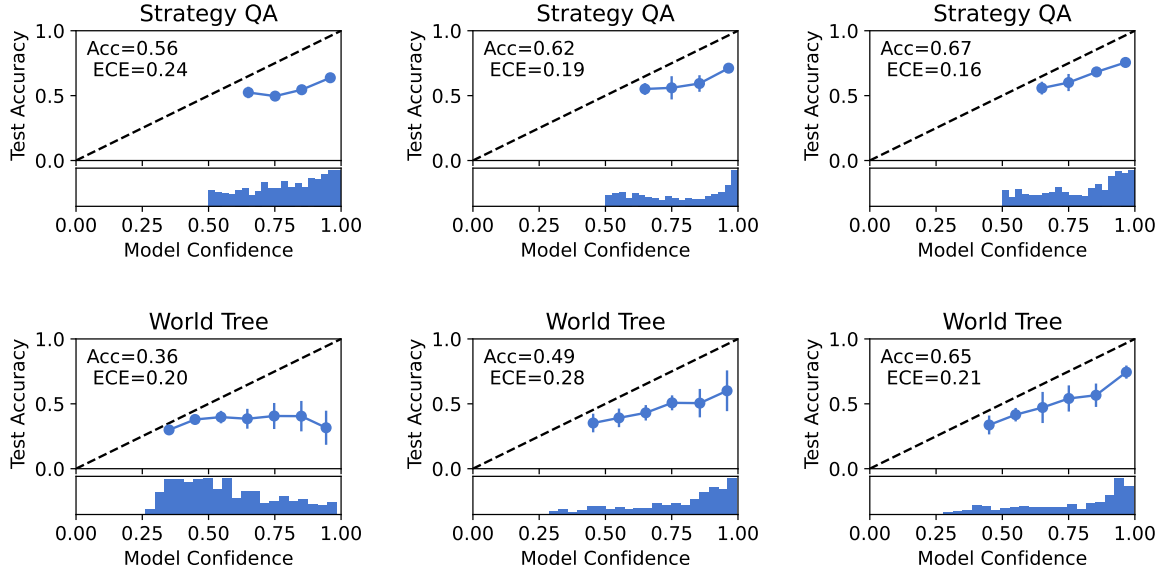 Strategy QA
1.0
Acc=0.56
ECE=0.24
0.5
Test Accuracy
0.0
0.00 0.25 0.50 0.75 1.00
Model Confidence
Strategy QA
1.0
Acc=0.62
ECE=0.19
0.5
Test Accuracy
0.0
0.00 0.25 0.50 0.75 1.00
Model Confidence
Strategy QA
1.0
Acc=0.67
ECE=0.16
0.5
Test Accuracy
0.0
0.00 0.25 0.50 0.75 1.00
Model Confidence
World Tree
1.0
Acc=0.36
ECE=0.20
0.5
Test Accuracy
0.0
0.00 0.25 0.50 0.75 1.00
Model Confidence
World Tree
1.0
Acc=0.49
ECE=0.28
0.5
Test Accuracy
0.0
0.00 0.25 0.50 0.75 1.00
Model Confidence
World Tree
1.0
Acc=0.65
ECE=0.21
0.5
Test Accuracy
0.0
0.00 0.25 0.50 0.75 1.00
Model Confidence